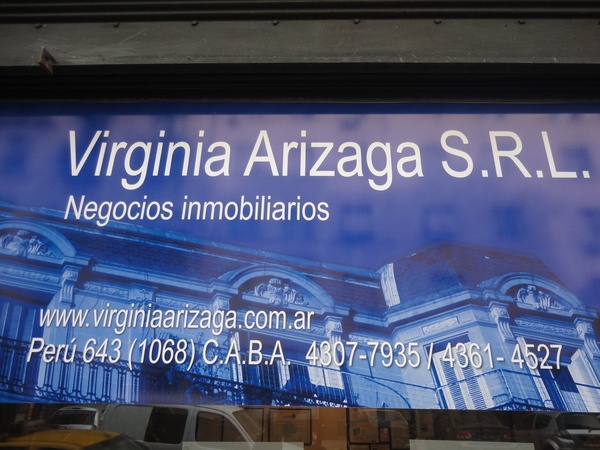 Virginia Arizaga S.R.L.
Negocios inmobiliarios
www.virginiaarizaga.com.ar
Perú 643 (1068) C.A.B.A. 4307-7935 / 4361- 4527